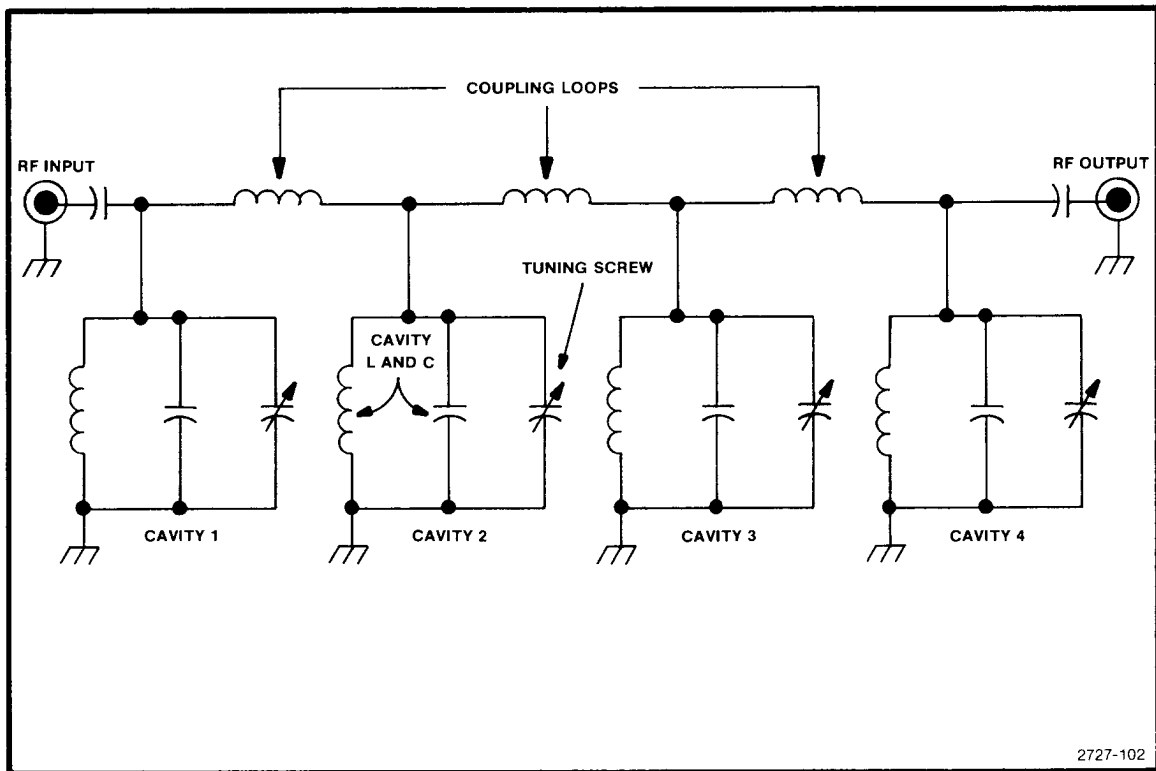 COUPLING LOOPS
RF INPUT
RF OUTPUT
TUNING SCREW
CAVITY
L AND C
CAVITY 1
CAVITY 2
CAVITY 3
CAVITY 4
2727-102